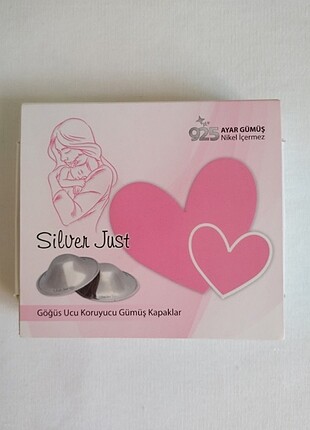 925 AYAR GÜMÜŞ
Nikel İçermez
Silver Just
Göğüs Ucu Koruyucu Gümüş Kapaklar